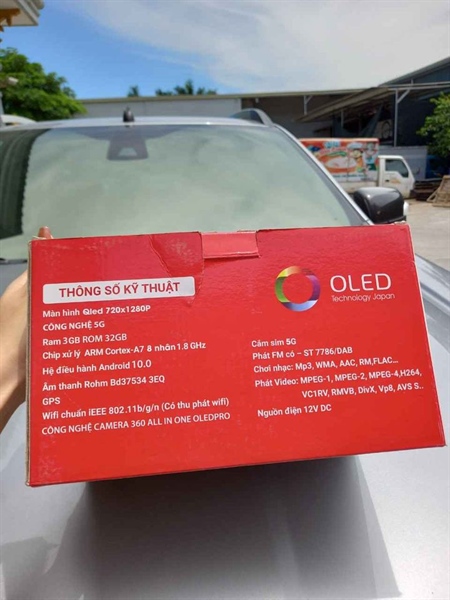 THÔNG SỐ KỸ THUẬT
Màn hình Qled 720x1280P
CÔNG NGHỆ 5G
Ram 3GB ROM 32GB
Chip xử lý ARM Cortex-A7 8 nhân 1.8 GHz
Hệ điều hành Android 10.0
Âm thanh Rohm Bd37534 3EQ
GPS
Wifi chuẩn iEEE 802.11b/g/n (Có thu phát wifi)
CÔNG NGHỆ CAMERA 360 ALL IN ONE OLEDPRO
OLED
Technology Japan
Cắm sim 5G
Phát FM có – ST 7786/DAB
Chơi nhạc: Mp3, WMA, AAC, RM,FLAC...
Phát Video: MPEG-1, MPEG-2, MPEG-4,H264,
VC1RV, RMVB, DivX, Vp8, AVS S..
Nguồn điện 12V DC